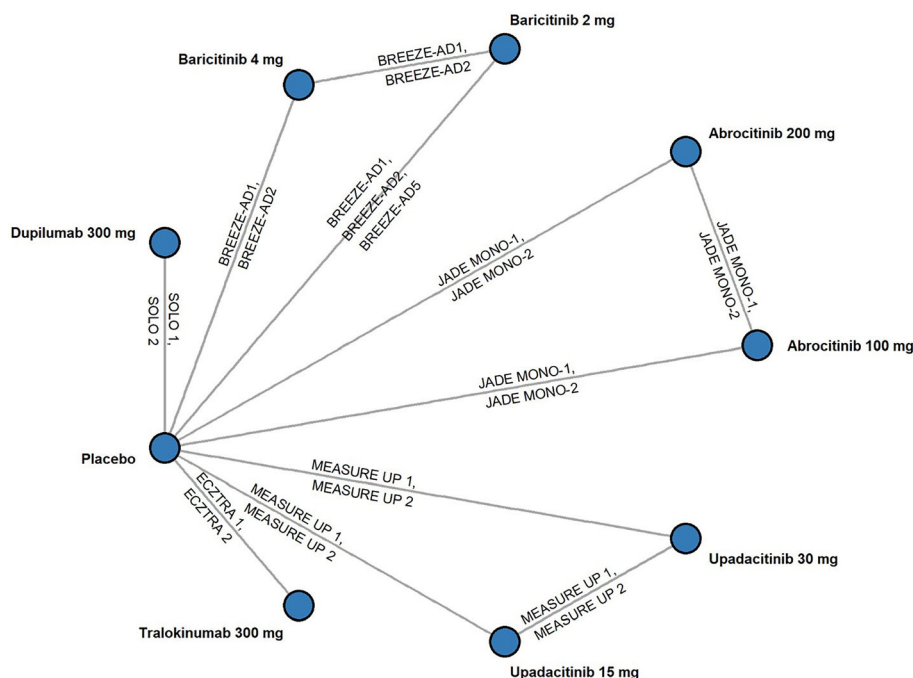 Baricitinib 2 mg
Baricitinib 4 mg
BREEZE-AD1,
BREEZE-AD2
Abrocitinib 200 mg
BREEZE-AD1,
BREEZE-AD2
BREEZE-AD1,
BREEZE-AD2,
BREEZE-AD5
Dupilumab 300 mg
JADE MONO-1,
JADE MONO-2
JADE MONO-1,
JADE MONO-2
SOLO 1,
SOLO 2
Abrocitinib 100 mg
JADE MONO-1,
JADE MONO-2
Placebo
MEASURE UP 1,
MEASURE UP 2
ECZTRA 1,
ECZTRA 2
MEASURE UP 1,
MEASURE UP 2
Upadacitinib 30 mg
MEASURE UP 1,
MEASURE UP 2
Tralokinumab 300 mg
Upadacitinib 15 mg